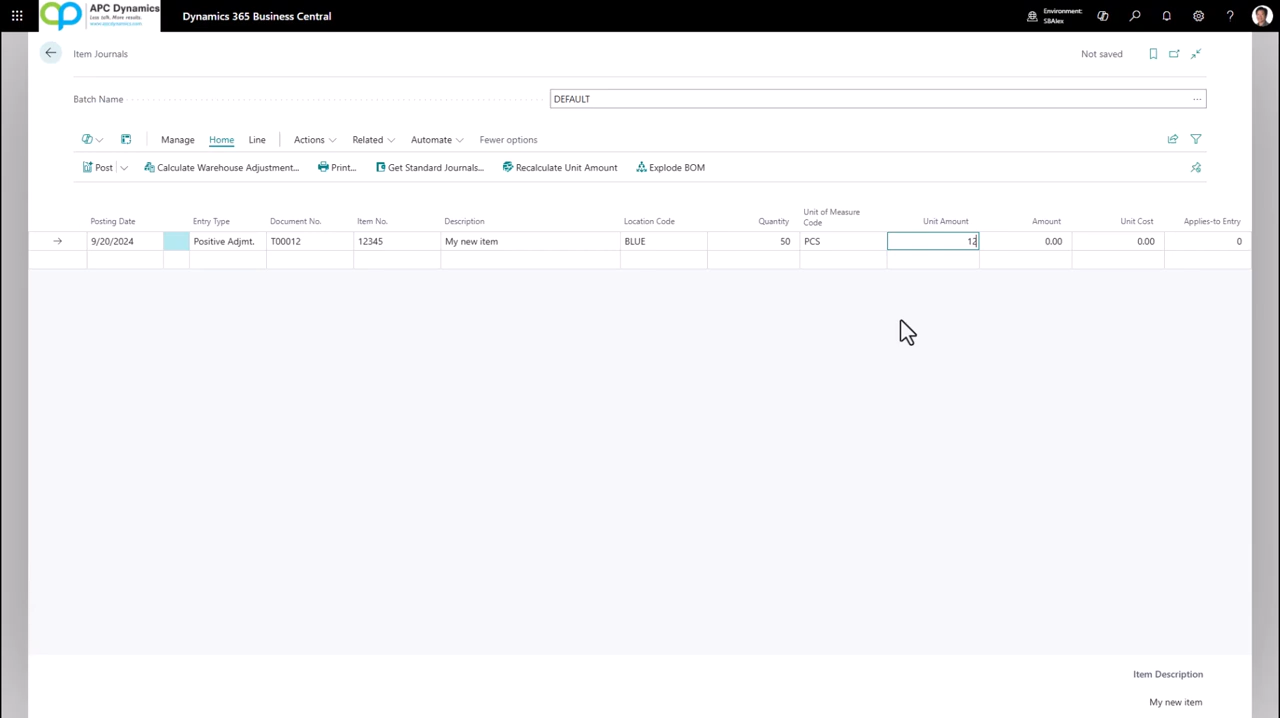 APC Dynamics
Less talk. More results.
www.apcdynamics.com
Dynamics 365 Business Central
Environment:
SBAlex
Item Journals
Not saved
Batch Name
DEFAULT
Manage Home Line Actions Related Automate Fewer options
Post Calculate Warehouse Adjustment... Print... Get Standard Journals... Recalculate Unit Amount Explode BOM
Posting Date Entry Type Document No. Item No. Description Location Code Quantity Unit of Measure Code Unit Amount Amount Unit Cost Applies-to Entry
9/20/2024 Positive Adjmt. T00012 12345 My new item BLUE 50 PCS 12 0.00 0.00 0
Item Description
My new item